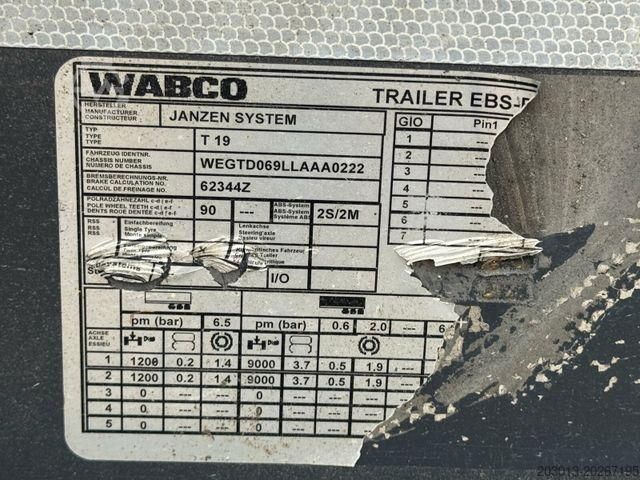 WABCO
TRAILER EBS-
HERSTELLER
MANUFACTURER
CONSTRUCTEUR
JANZEN SYSTEM
GIO Pin1
TYP
TYPE
TYPE
T 19
1
2
3
4
5
6
7
FAHRZEUG IDENTNR.
CHASSIS NUMBER
NUMERO DE CHASSIS
WEGTD069LLAAA0222
BREMSBERECHNUNGS-NR.
BRAKE CALCULATION NO.
CALCUL DE FREINAGE NO.
62344Z
POLRADZAHNEZAHL c-d | e-f
POLE WHEEL TEETH c-d | e-f
DENTS ROUE DENTÉE c-d | e-f
90 ---
ABS-System
ABS-System
Système ABS
2S/2M
RSS Einfachbereifung
RSS Single Tyre
RSS Monte simple
Lenkachse
Steering axle
Essieu vireur
I/O
pm (bar) 6.5 pm (bar) 0.6 2.0 --- 6
ACHSE
AXLE
ESSIEU
1 1200 0.2 1.4 9000 3.7 0.5 1.9 ---
2 1200 0.2 1.4 9000 3.7 0.5 1.9 ---
3 0 --- --- 0 --- --- ---
4 0 --- --- 0 --- --- ---
5 0 --- --- 0 --- ---
203013-20267195